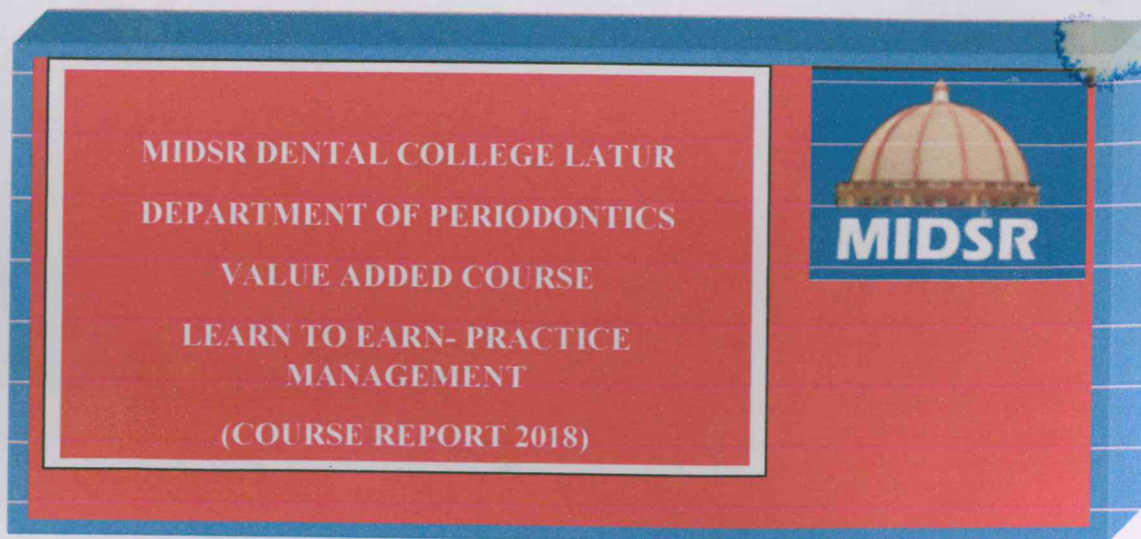 MIDSR DENTAL COLLEGE LATUR
DEPARTMENT OF PERIODONTICS
VALUE ADDED COURSE
LEARN TO EARN- PRACTICE
MANAGEMENT
(COURSE REPORT 2018)
MIDSR